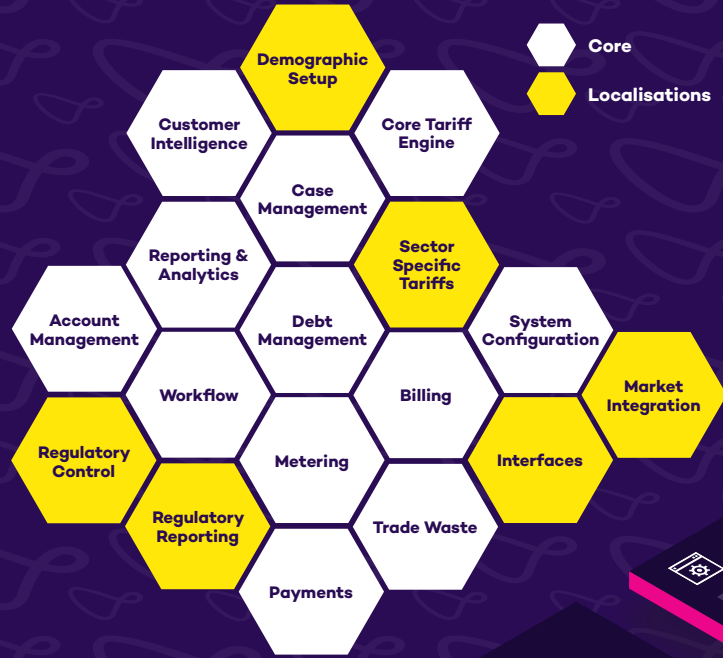 Demographic
Setup
Core
Localisations
Customer
Intelligence
Core Tariff
Engine
Case
Management
Reporting &
Analytics
Sector
Specific
Tariffs
Account
Management
Debt
Management
System
Configuration
Workflow
Billing
Market
Integration
Regulatory
Control
Metering
Interfaces
Regulatory
Reporting
Trade Waste
Payments